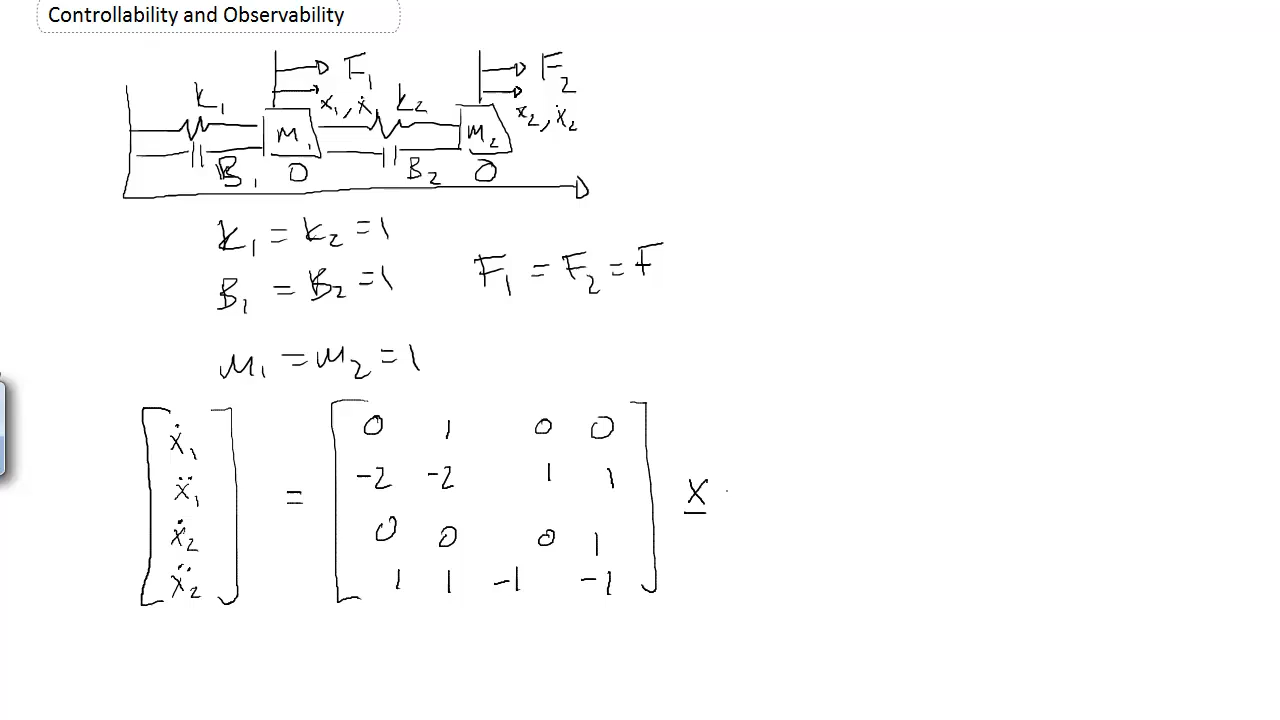 Controllability and Observability
F₁ F₂
K₁ x₁, ẋ K₂ x₂, ẋ₂
M₁ M₂
B₁ 0 B₂ 0
K₁ = K₂ = 1
B₁ = B₂ = 1 F₁ = F₂ = F
M₁ = M₂ = 1
ẋ₁ 0 1 0 0
ẍ₁ -2 -2 1 1
= x
ẋ₂ 0 0 0 1
ẍ₂ 1 1 -1 -1